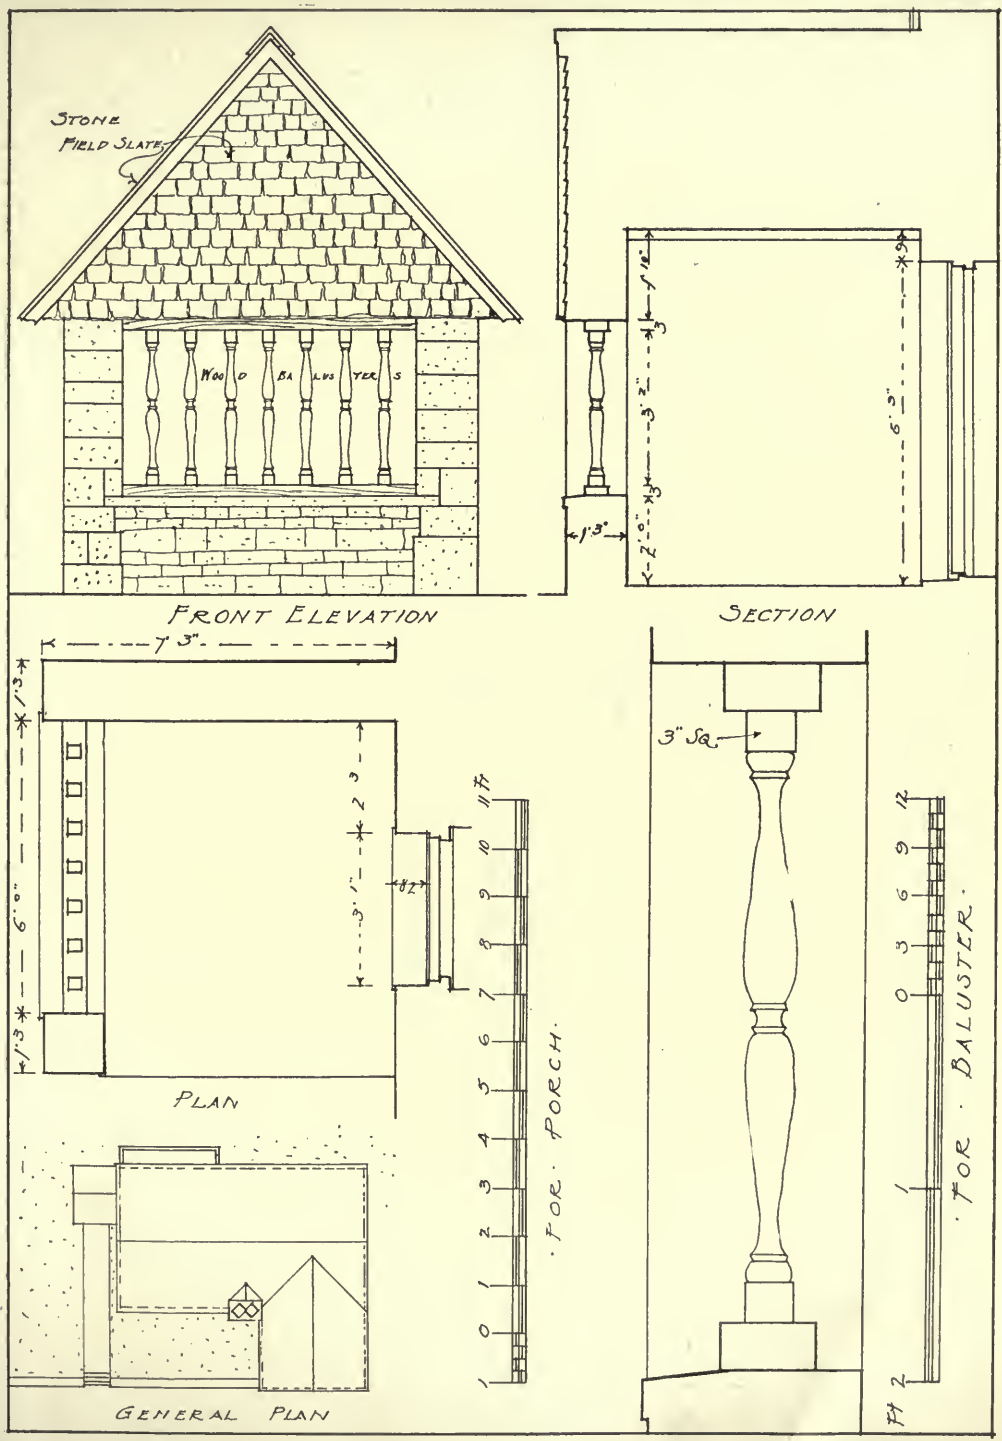 STONE
FIELD SLATE
WOOD BALUSTERS
FRONT ELEVATION
9
1' 10"
3
3' 2"
3
2' 0"
1' 3"
6' 3"
SECTION
7' 3"
1' 3
6' 0"
1' 3
2 3
3' 1"
PLAN
GENERAL PLAN
11 FT
10
9
8
7
6
5
4
3
2
1
0
1
· FOR · PORCH ·
3" SQ.
12
9
6
3
0
1
FT 2
· FOR · BALUSTER ·